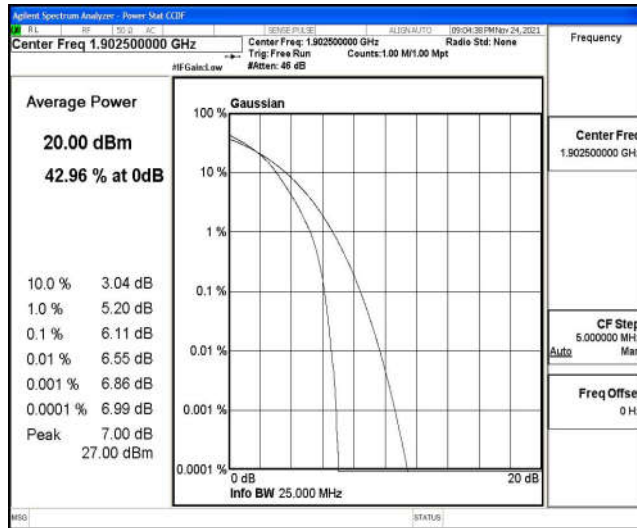 Agilent Spectrum Analyzer - Power Stat CCDF
RL RF 50 Ω AC SENSE:PULSE ALIGN AUTO 09:04:38 PM Nov 24, 2021
Center Freq 1.902500000 GHz
Center Freq: 1.902500000 GHz Radio Std: None
Trig: Free Run Counts:1.00 M/1.00 Mpt
#IFGain:Low #Atten: 46 dB
Frequency
Average Power
20.00 dBm
42.96 % at 0dB
10.0 % 3.04 dB
1.0 % 5.20 dB
0.1 % 6.11 dB
0.01 % 6.55 dB
0.001 % 6.86 dB
0.0001 % 6.99 dB
Peak 7.00 dB
27.00 dBm
Gaussian
100 %
10 %
1 %
0.1 %
0.01 %
0.001 %
0.0001 %
0 dB 20 dB
Info BW 25.000 MHz
Center Freq
1.902500000 GHz
CF Step
5.000000 MHz
Auto Man
Freq Offset
0 Hz
MSG STATUS